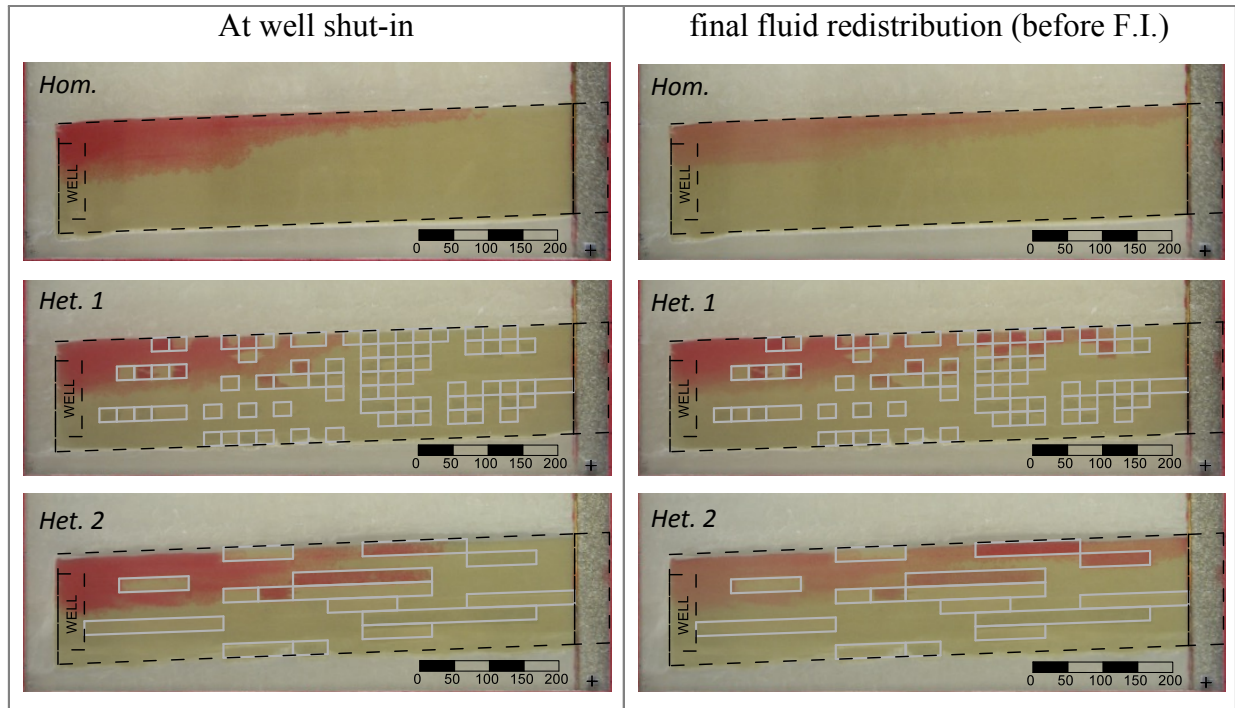 At well shut-in
final fluid redistribution (before F.I.)
Hom.
WELL
0 50 100 150 200
+
Hom.
WELL
0 50 100 150 200
+
Het. 1
WELL
0 50 100 150 200
+
Het. 1
WELL
0 50 100 150 200
+
Het. 2
WELL
0 50 100 150 200
+
Het. 2
WELL
0 50 100 150 200
+